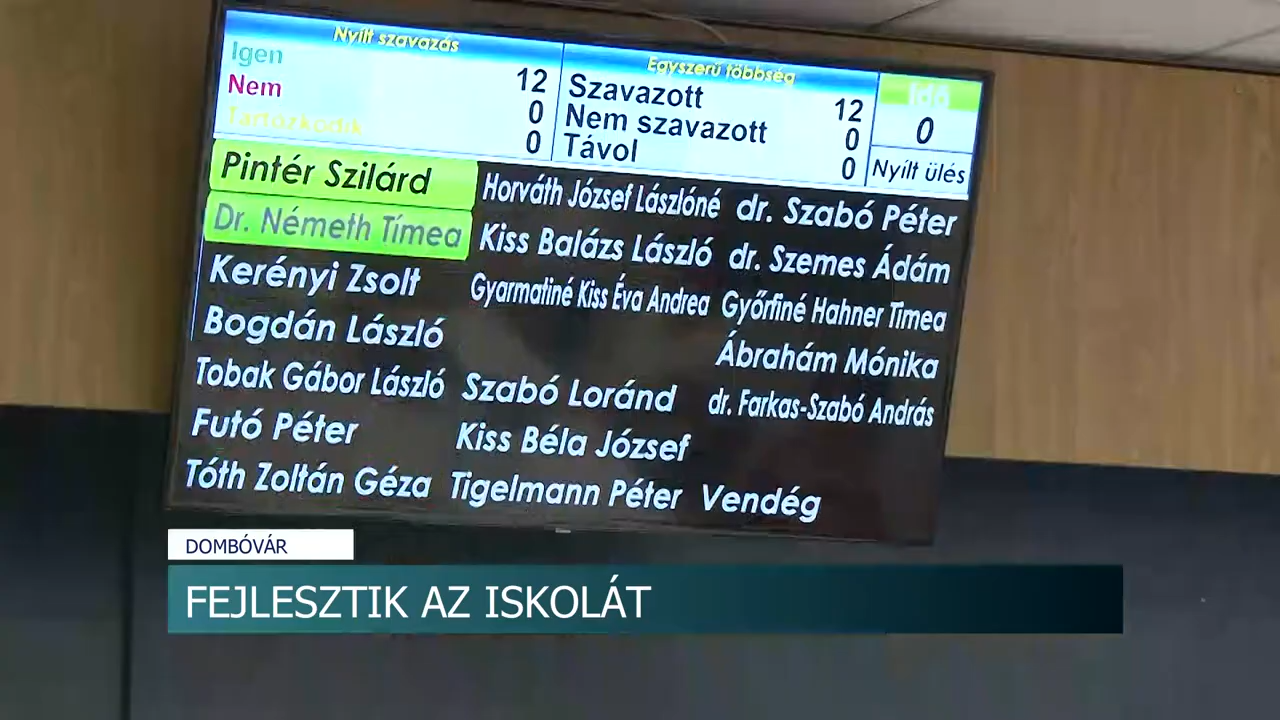 Nyílt szavazás
Igen 12
Nem 0
Tartózkodik 0
Egyszerű többség
Szavazott 12
Nem szavazott 0
Távol 0
Idő
0
Nyílt ülés
Pintér Szilárd
Dr. Németh Tímea
Kerényi Zsolt
Bogdán László
Tobak Gábor László
Futó Péter
Tóth Zoltán Géza
Horváth József Lászlóné
Kiss Balázs László
Gyarmatiné Kiss Éva Andrea
Szabó Loránd
Kiss Béla József
Tigelmann Péter
dr. Szabó Péter
dr. Szemes Ádám
Győrfiné Hahner Tímea
Ábrahám Mónika
dr. Farkas-Szabó András
Vendég
DOMBÓVÁR
FEJLESZTIK AZ ISKOLÁT